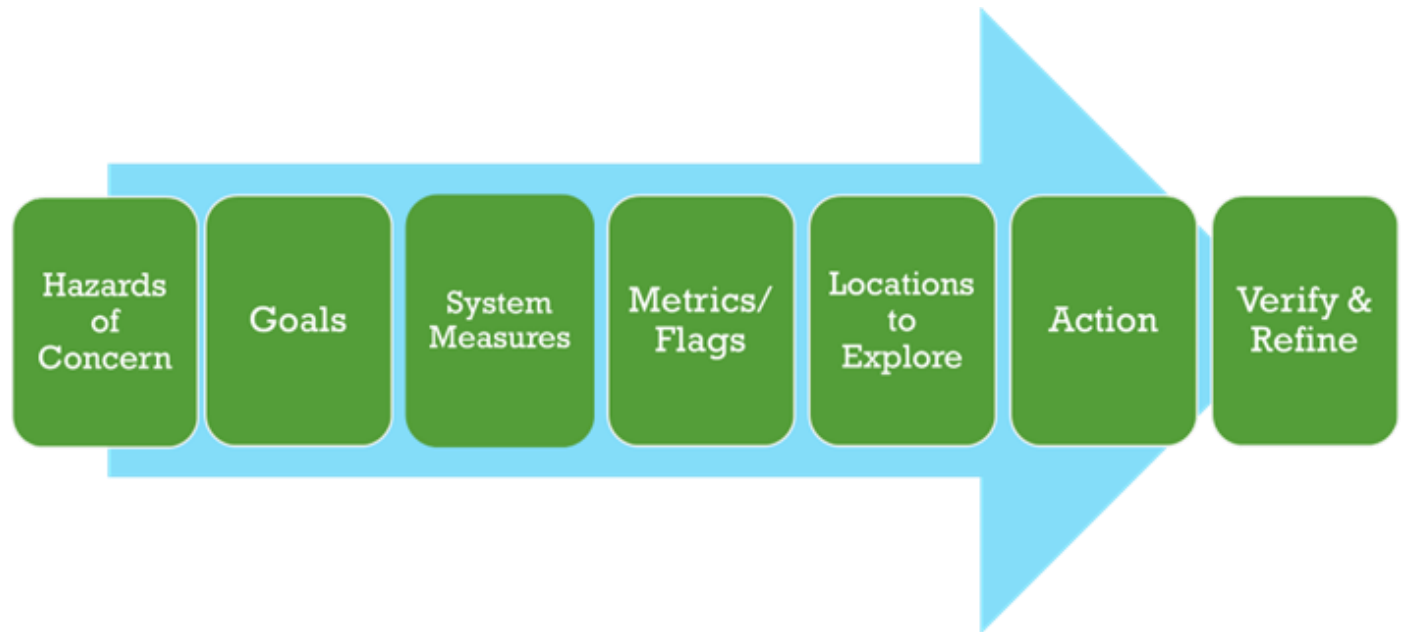 Hazards
of
Concern
Goals
System
Measures
Metrics/
Flags
Locations
to
Explore
Action
Verify &
Refine